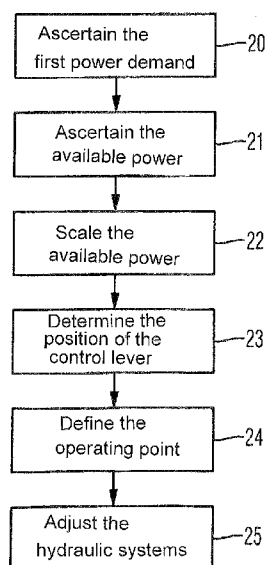 Ascertain the
first power demand
20
Ascertain the
available power
21
Scale the
available power
22
Determine the
position of the
control lever
23
Define the
operating point
24
Adjust the
hydraulic systems
25